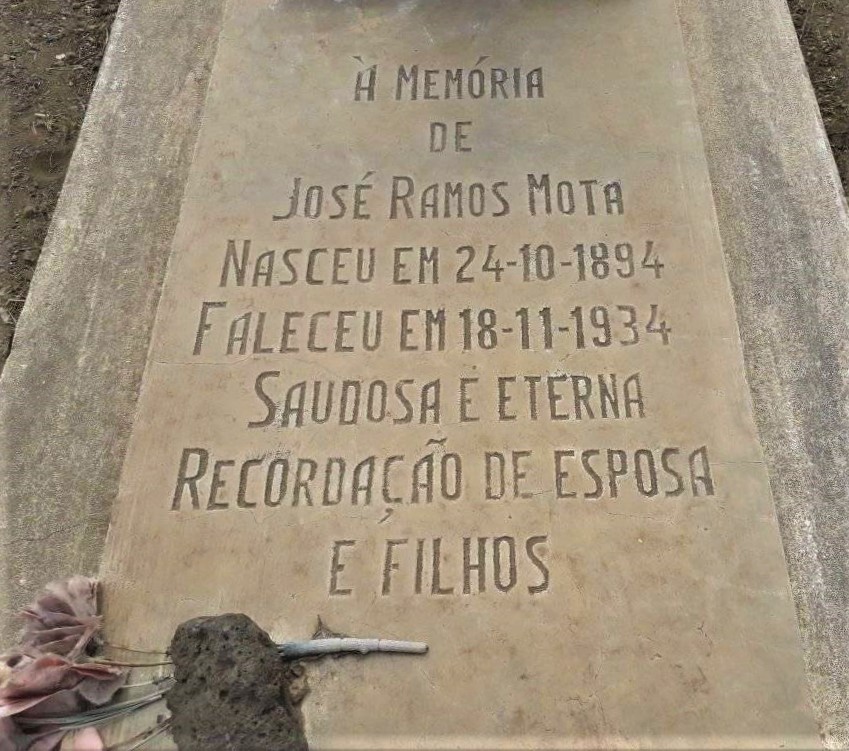 À MEMÓRIA
DE
JOSÉ RAMOS MOTA
NASCEU EM 24-10-1894
FALECEU EM 18-11-1934
SAUDOSA E ETERNA
RECORDAÇÃO DE ESPOSA
E FILHOS